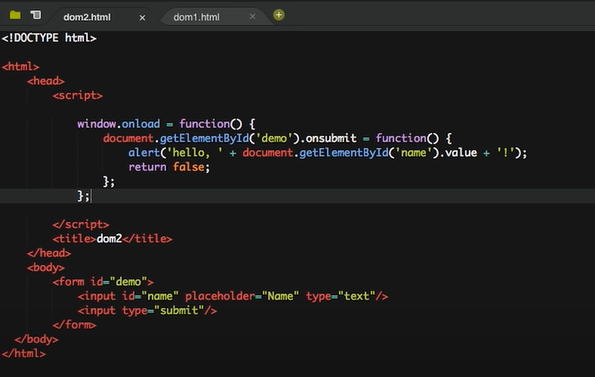 dom2.html × dom1.html ×
<!DOCTYPE html>
<html>
<head>
<script>
window.onload = function() {
document.getElementById('demo').onsubmit = function() {
alert('hello, ' + document.getElementById('name').value + '!');
return false;
};
};
</script>
<title>dom2</title>
</head>
<body>
<form id="demo">
<input id="name" placeholder="Name" type="text"/>
<input type="submit"/>
</form>
</body>
</html>